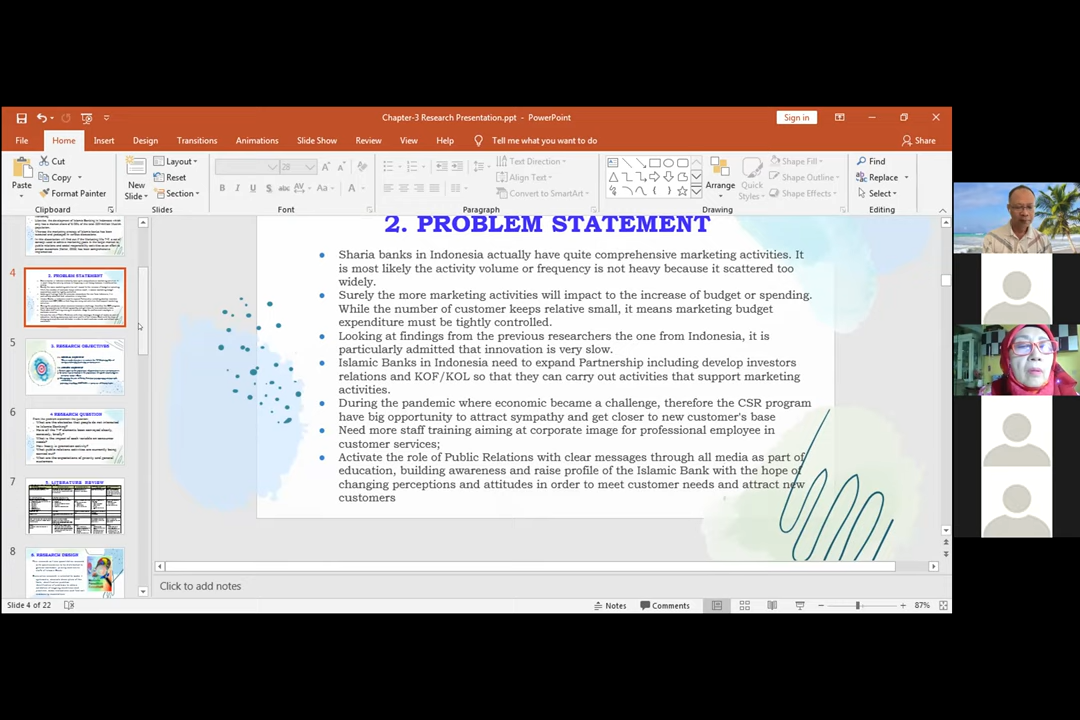 Chapter-3 Research Presentation.ppt - PowerPoint
Sign in
File Home Insert Design Transitions Animations Slide Show Review View Help Tell me what you want to do
Share
Paste
Cut
Copy
Format Painter
Clipboard
New
Slide
Layout
Reset
Section
Slides
28
B U S abc AV Aa A
Font
Text Direction
Align Text
Convert to SmartArt
Paragraph
Arrange
Quick
Styles
Shape Fill
Shape Outline
Shape Effects
Drawing
Find
Replace
Select
Editing
4
2. PROBLEM STATEMENT
5
3. RESEARCH OBJECTIVES
6
4 RESEARCH QUESTION
7
5. LITERATURE REVIEW
8
6. RESEARCH DESIGN
2. PROBLEM STATEMENT
Sharia banks in Indonesia actually have quite comprehensive marketing activities. It
is most likely the activity volume or frequency is not heavy because it scattered too
widely.
Surely the more marketing activities will impact to the increase of budget or spending.
While the number of customer keeps relative small, it means marketing budget
expenditure must be tightly controlled.
Looking at findings from the previous researchers the one from Indonesia, it is
particularly admitted that innovation is very slow.
Islamic Banks in Indonesia need to expand Partnership including develop investors
relations and KOF/KOL so that they can carry out activities that support marketing
activities.
During the pandemic where economic became a challenge, therefore the CSR program
have big opportunity to attract sympathy and get closer to new customer's base
Need more staff training aiming at corporate image for professional employee in
customer services;
Activate the role of Public Relations with clear messages through all media as part of
education, building awareness and raise profile of the Islamic Bank with the hope of
changing perceptions and attitudes in order to meet customer needs and attract new
customers
Click to add notes
Slide 4 of 22
Notes
Comments
87%